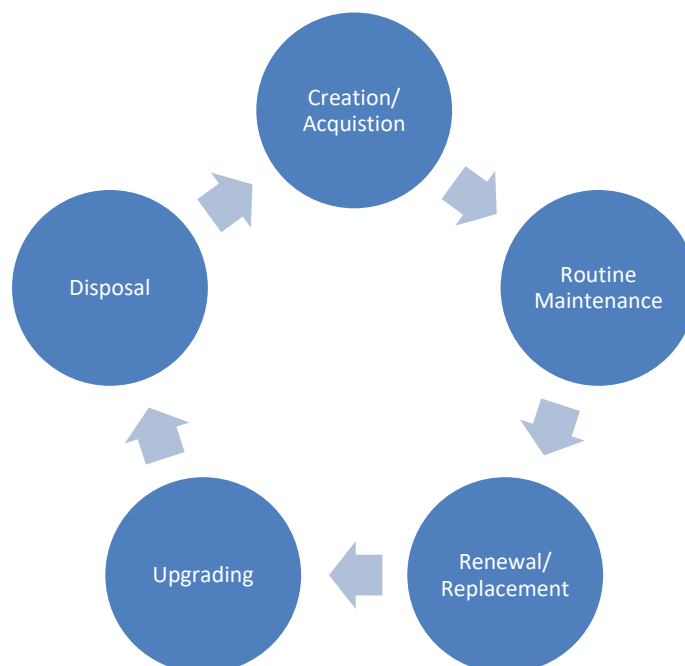 Creation/
Acquistion
Routine
Maintenance
Renewal/
Replacement
Upgrading
Disposal